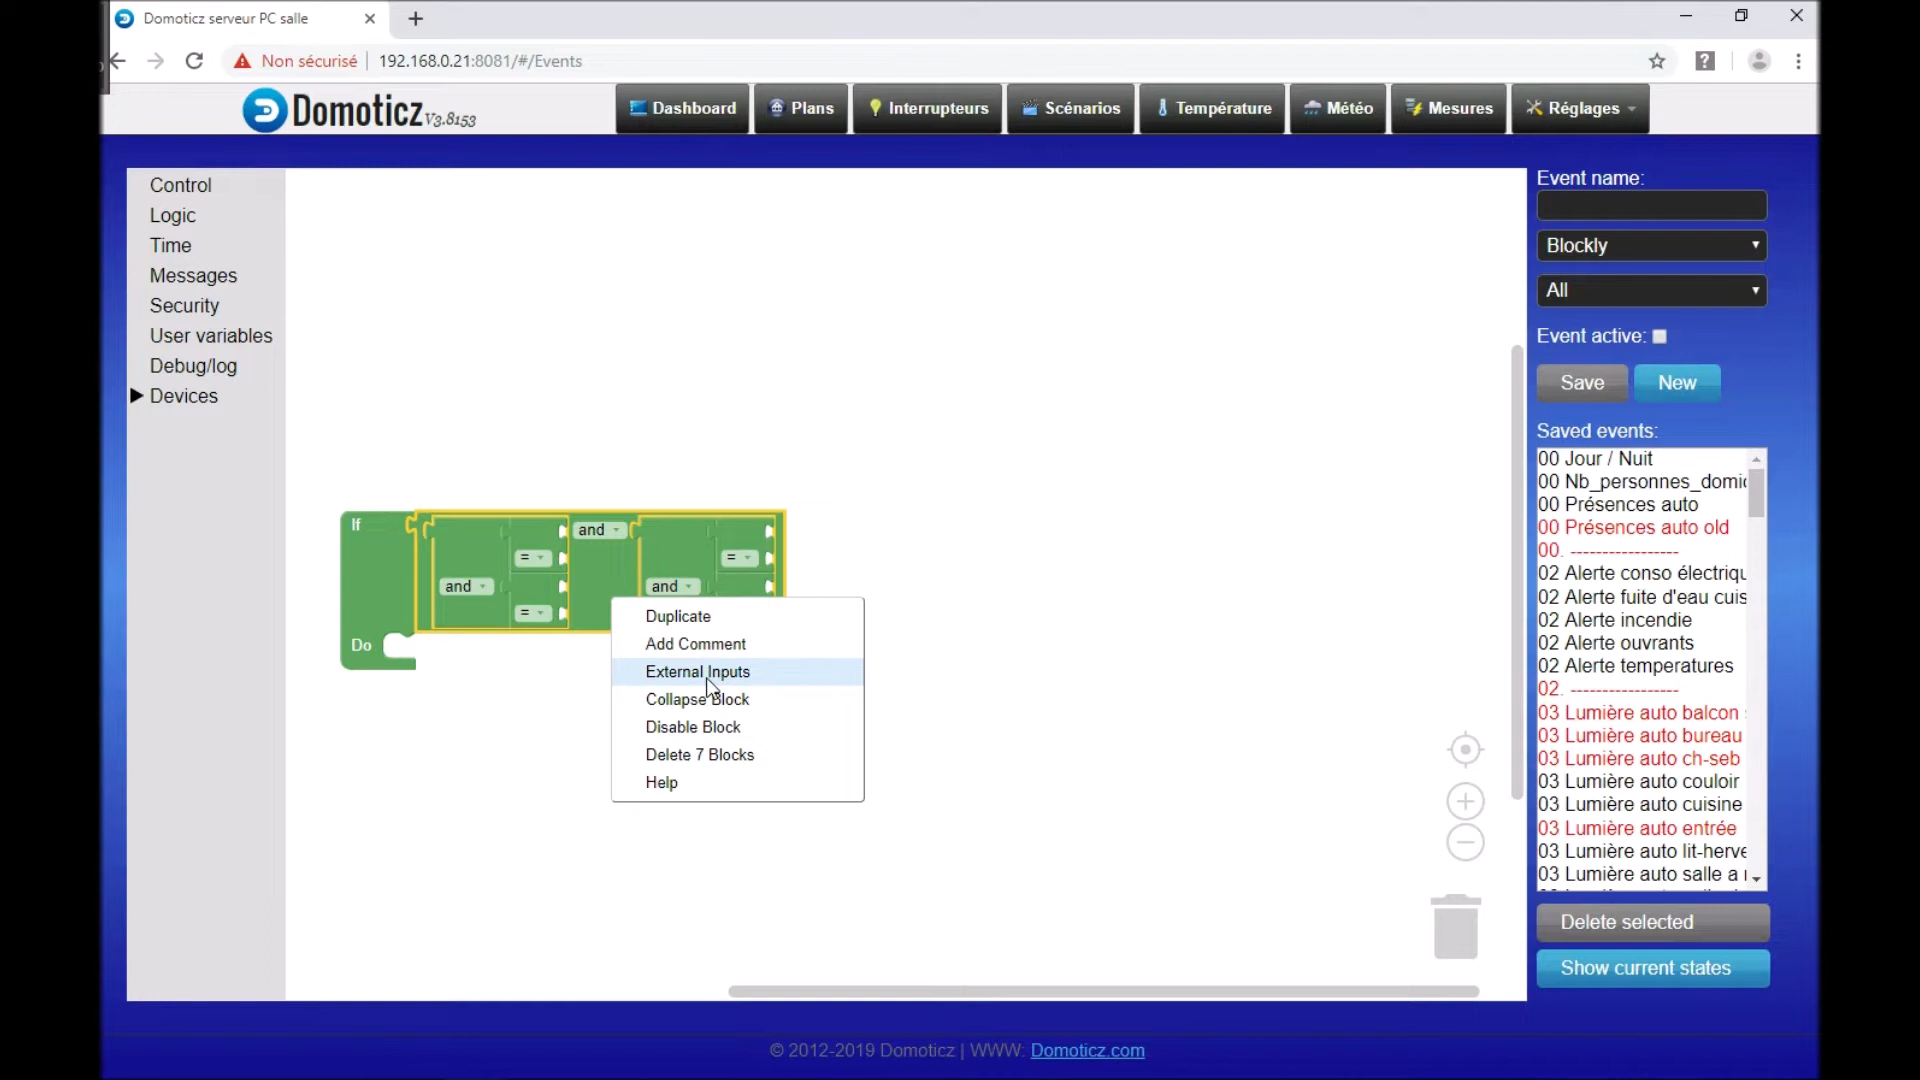 Domoticz serveur PC salle
Non sécurisé
192.168.0.21:8081/#/Events
Domoticz V3.8153
Dashboard
Plans
Interrupteurs
Scénarios
Température
Météo
Mesures
Réglages
Control
Logic
Time
Messages
Security
User variables
Debug/log
Devices
If
and
=
=
and
and
=
Do
Duplicate
Add Comment
External Inputs
Collapse Block
Disable Block
Delete 7 Blocks
Help
Event name:
Blockly
All
Event active:
Save
New
Saved events:
00 Jour / Nuit
00 Nb_personnes_domi
00 Présences auto
00 Présences auto old
00. -----------------
02 Alerte conso électriqu
02 Alerte fuite d'eau cuis
02 Alerte incendie
02 Alerte ouvrants
02 Alerte temperatures
02. -----------------
03 Lumière auto balcon
03 Lumière auto bureau
03 Lumière auto ch-seb
03 Lumière auto couloir
03 Lumière auto cuisine
03 Lumière auto entrée
03 Lumière auto lit-herve
03 Lumière auto salle a
Delete selected
Show current states
© 2012-2019 Domoticz | WWW: Domoticz.com